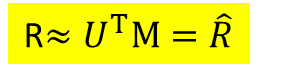 R≈ UᵀM = R̂